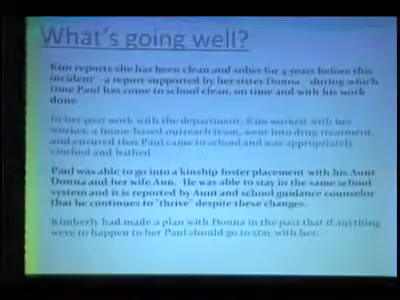 What's going well?
Kim reports she has been clean and sober for 4 years before this
incident – a report supported by her sister Donna – during which
time Paul has come to school clean, on time and with his work
done
In her past work with the department, Kim worked with her
worker, a home based outreach team, went into drug treatment,
and ensured that Paul came to school and was appropriately
clothed and bathed
Paul was able to go into a kinship foster placement with his Aunt
Donna and her wife Ann. He was able to stay in the same school
system and it is reported by Aunt and school guidance counselor
that he continues to "thrive" despite these changes.
Kimberly had made a plan with Donna in the past that if anything
were to happen to her Paul should go to stay with her.